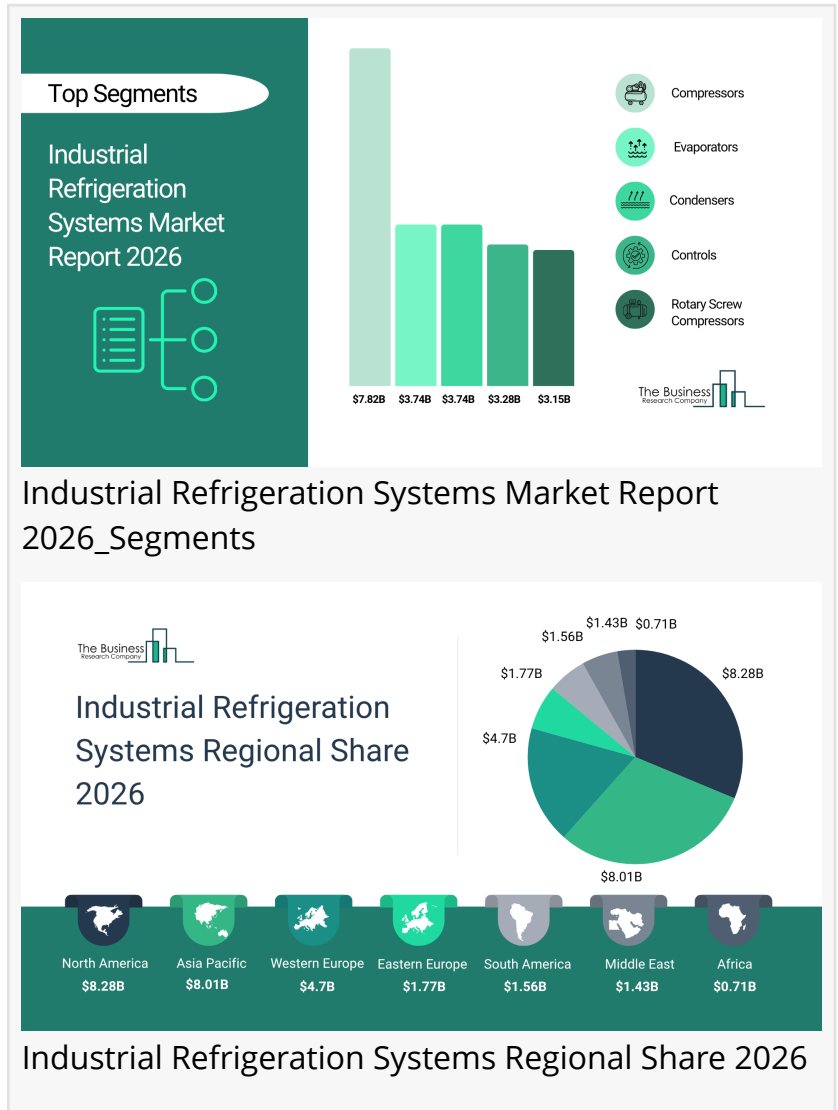 Top Segments
Industrial
Refrigeration
Systems Market
Report 2026
$7.82B $3.74B $3.74B $3.28B $3.15B
Compressors
Evaporators
Condensers
Controls
Rotary Screw
Compressors
The Business
Research Company
Industrial Refrigeration Systems Market Report
2026_Segments
The Business
Research Company
Industrial Refrigeration
Systems Regional Share
2026
$1.43B $0.71B
$1.56B
$1.77B
$8.28B
$4.7B
$8.01B
North America Asia Pacific Western Europe Eastern Europe South America Middle East Africa
$8.28B $8.01B $4.7B $1.77B $1.56B $1.43B $0.71B
Industrial Refrigeration Systems Regional Share 2026